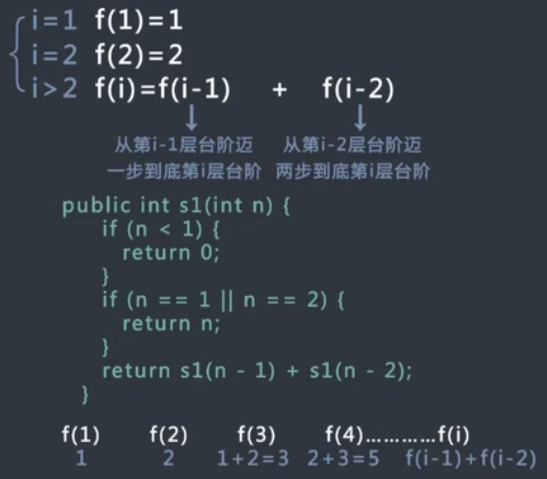 i=1 f(1)=1
i=2 f(2)=2
i>2 f(i)=f(i-1) + f(i-2)
从第i-1层台阶迈 从第i-2层台阶迈
一步到底第i层台阶 两步到底第i层台阶
public int s1(int n) {
if (n < 1) {
return 0;
}
if (n == 1 || n == 2) {
return n;
}
return s1(n - 1) + s1(n - 2);
}
f(1) f(2) f(3) f(4)…………f(i)
1 2 1+2=3 2+3=5 f(i-1)+f(i-2)